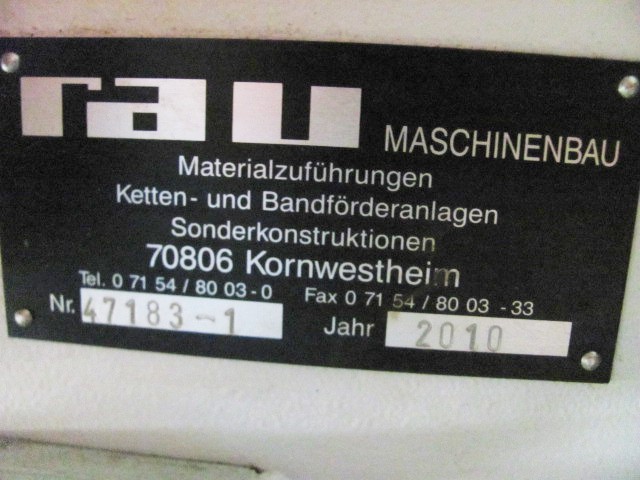 rau MASCHINENBAU
Materialzuführungen
Ketten- und Bandförderanlagen
Sonderkonstruktionen
70806 Kornwestheim
Tel. 0 71 54 / 80 03 - 0 Fax 0 71 54 / 80 03 - 33
Nr. 47183-1 Jahr 2010